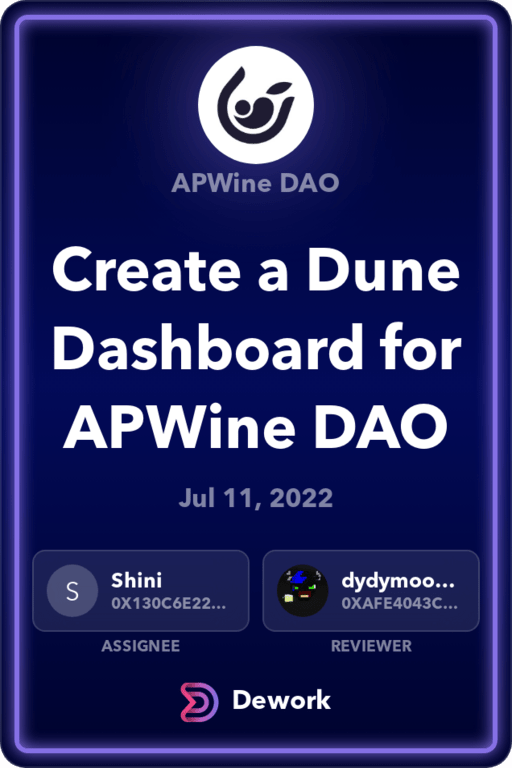 APWine DAO
Create a Dune
Dashboard for
APWine DAO
Jul 11, 2022
S
Shini
0X130C6E22...
dydymoo...
0XAFE4043C...
ASSIGNEE
REVIEWER
Dework